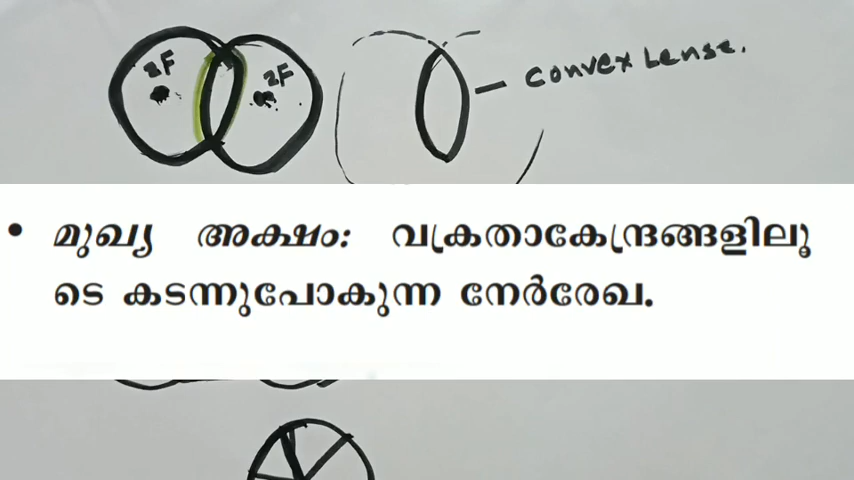 2F
2F
convex Lense.
• മുഖ്യ അക്ഷം: വക്രതാകേന്ദ്രങ്ങളിലൂ
ടെ കടന്നുപോകുന്ന നേർരേഖ.